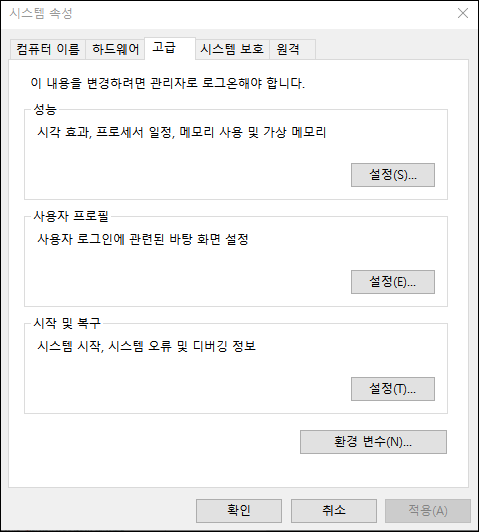 시스템 속성
컴퓨터 이름 하드웨어 고급 시스템 보호 원격
이 내용을 변경하려면 관리자로 로그온해야 합니다.
성능
시각 효과, 프로세서 일정, 메모리 사용 및 가상 메모리
설정(S)...
사용자 프로필
사용자 로그인에 관련된 바탕 화면 설정
설정(E)...
시작 및 복구
시스템 시작, 시스템 오류 및 디버깅 정보
설정(T)...
환경 변수(N)...
확인 취소 적용(A)